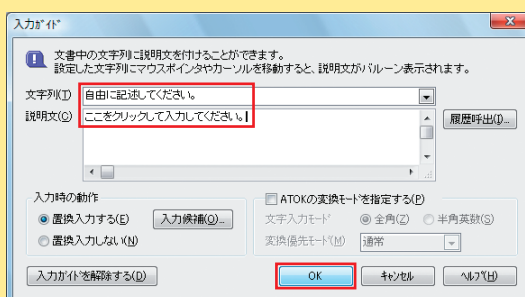 入力ｶﾞｲﾄﾞ
文書中の文字列に説明文を付けることができます。
設定した文字列にマウスポインタやカーソルを移動すると、説明文がバルーン表示されます。
文字列(T) 自由に記述してください。
説明文(C) ここをクリックして入力してください。 履歴呼出(J)...
入力時の動作
置換入力する(E) 入力候補(O)...
置換入力しない(N)
ATOKの変換ﾓｰﾄﾞを指定する(P)
文字入力ﾓｰﾄﾞ 全角(Z) 半角英数(S)
変換優先ﾓｰﾄﾞ(M) 通常
入力ｶﾞｲﾄﾞを解除する(D) OK ｷｬﾝｾﾙ ﾍﾙﾌﾟ(H)